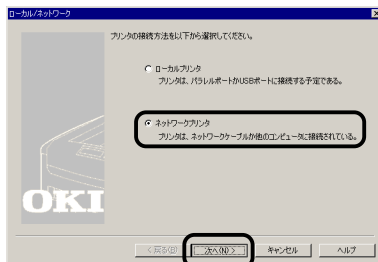 ローカル/ネットワーク
プリンタの接続方法を以下から選択してください。
ローカルプリンタ
プリンタは、パラレルポートかUSBポートに接続する予定である。
ネットワークプリンタ
プリンタは、ネットワークケーブルか他のコンピュータに接続されている。
OKI
< 戻る(B) 次へ(N) > キャンセル ヘルプ